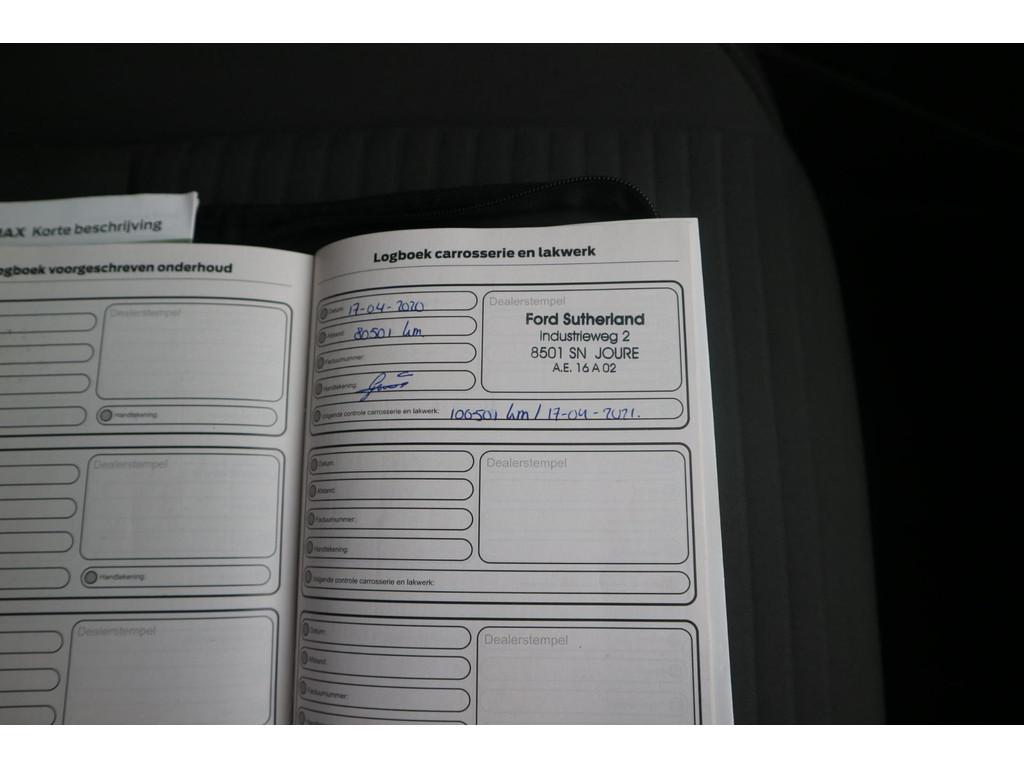 MAX Korte beschrijving
Logboek voorgeschreven onderhoud
Dealerstempel
Handtekening:
Dealerstempel
Handtekening:
Dealerstempel
Logboek carrosserie en lakwerk
Datum: 17-04-2020
Afstand: 80501 km
Factuurnummer:
Handtekening:
Dealerstempel
Ford Sutherland
Industrieweg 2
8501 SN JOURE
A.E. 16 A 02
Volgende controle carrosserie en lakwerk: 100501 km / 17-04-2021.
Datum:
Afstand:
Factuurnummer:
Handtekening:
Dealerstempel
Volgende controle carrosserie en lakwerk:
Datum:
Afstand:
Factuurnummer:
Dealerstempel